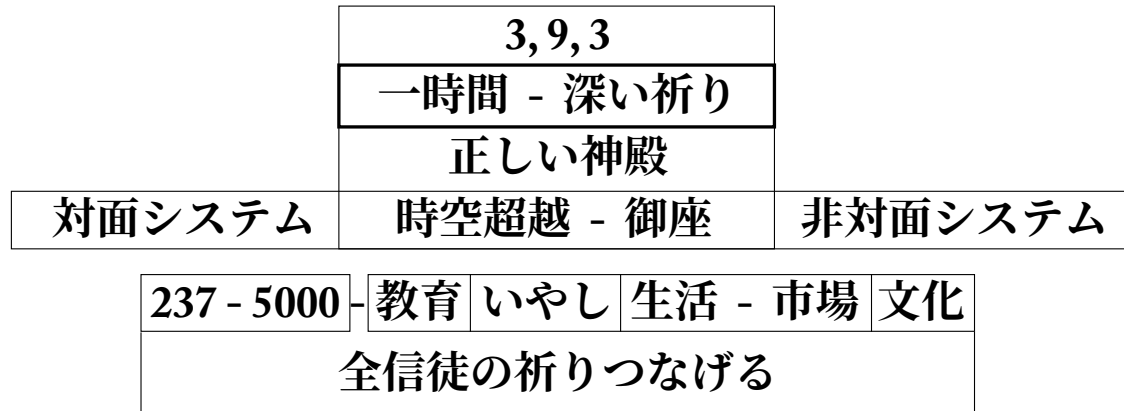 3, 9, 3
一時間 - 深い祈り
正しい神殿
対面システム 時空超越 - 御座 非対面システム
237 - 5000 - 教育 いやし 生活 - 市場 文化
全信徒の祈りつなげる